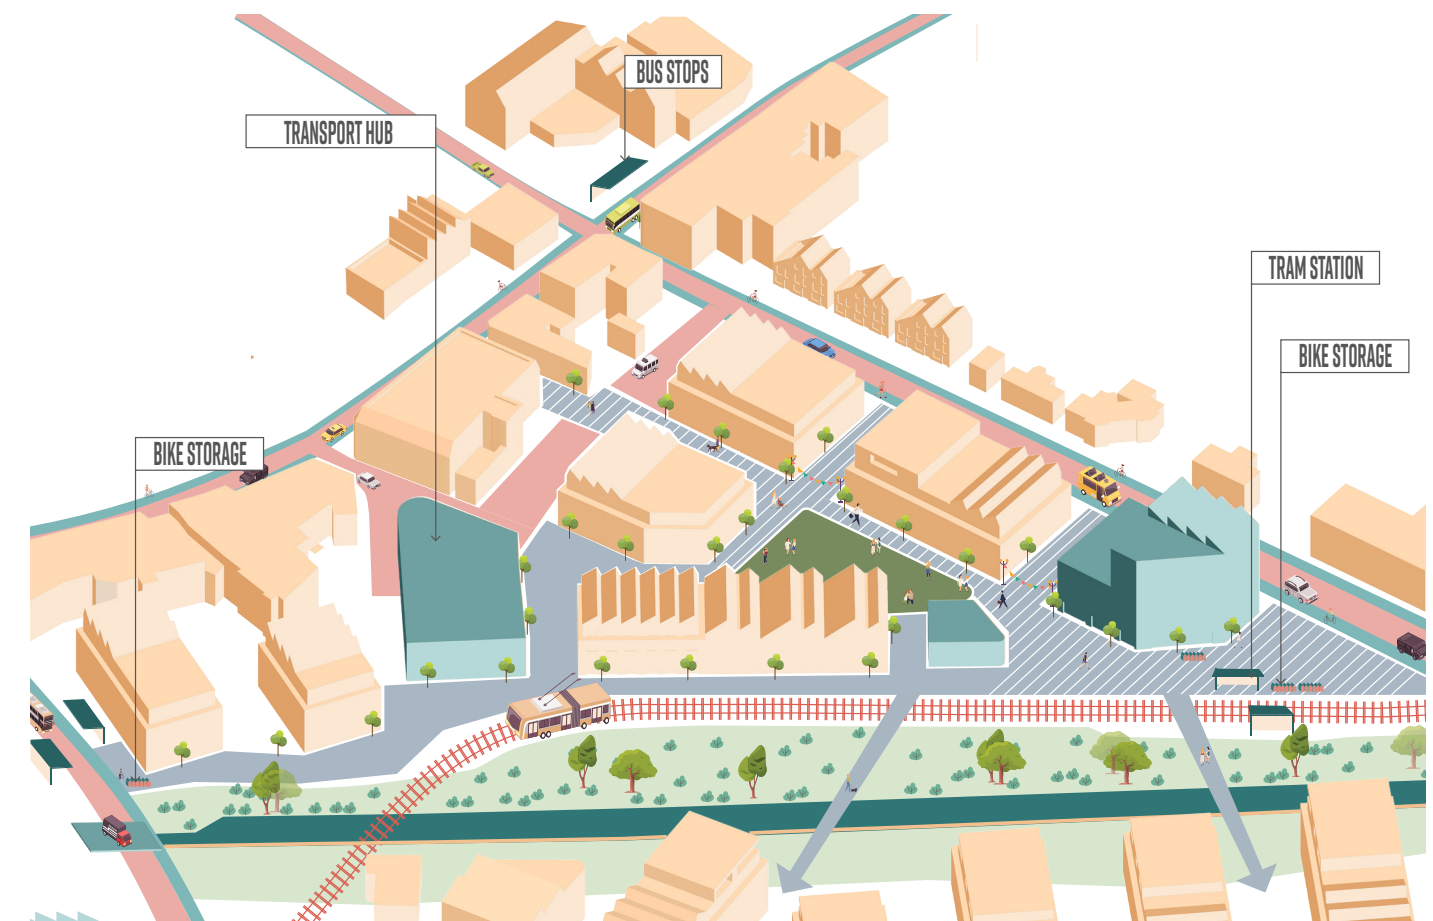 BUS STOPS
TRANSPORT HUB
TRAM STATION
BIKE STORAGE
BIKE STORAGE